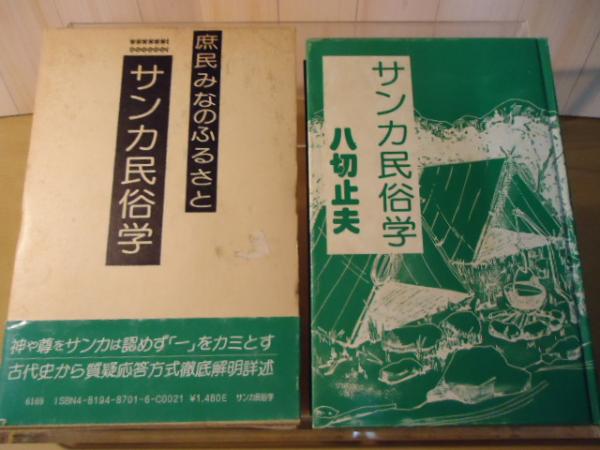 庶民みなのふるさと
サンカ民俗学
神や尊をサンカは認めず「一」をカミとす
古代史から質疑応答方式徹底解明詳述
6169 ISBN4-8194-8701-6-C0021 ¥1,480E サンカ民俗学
サンカ民俗学
八切止夫